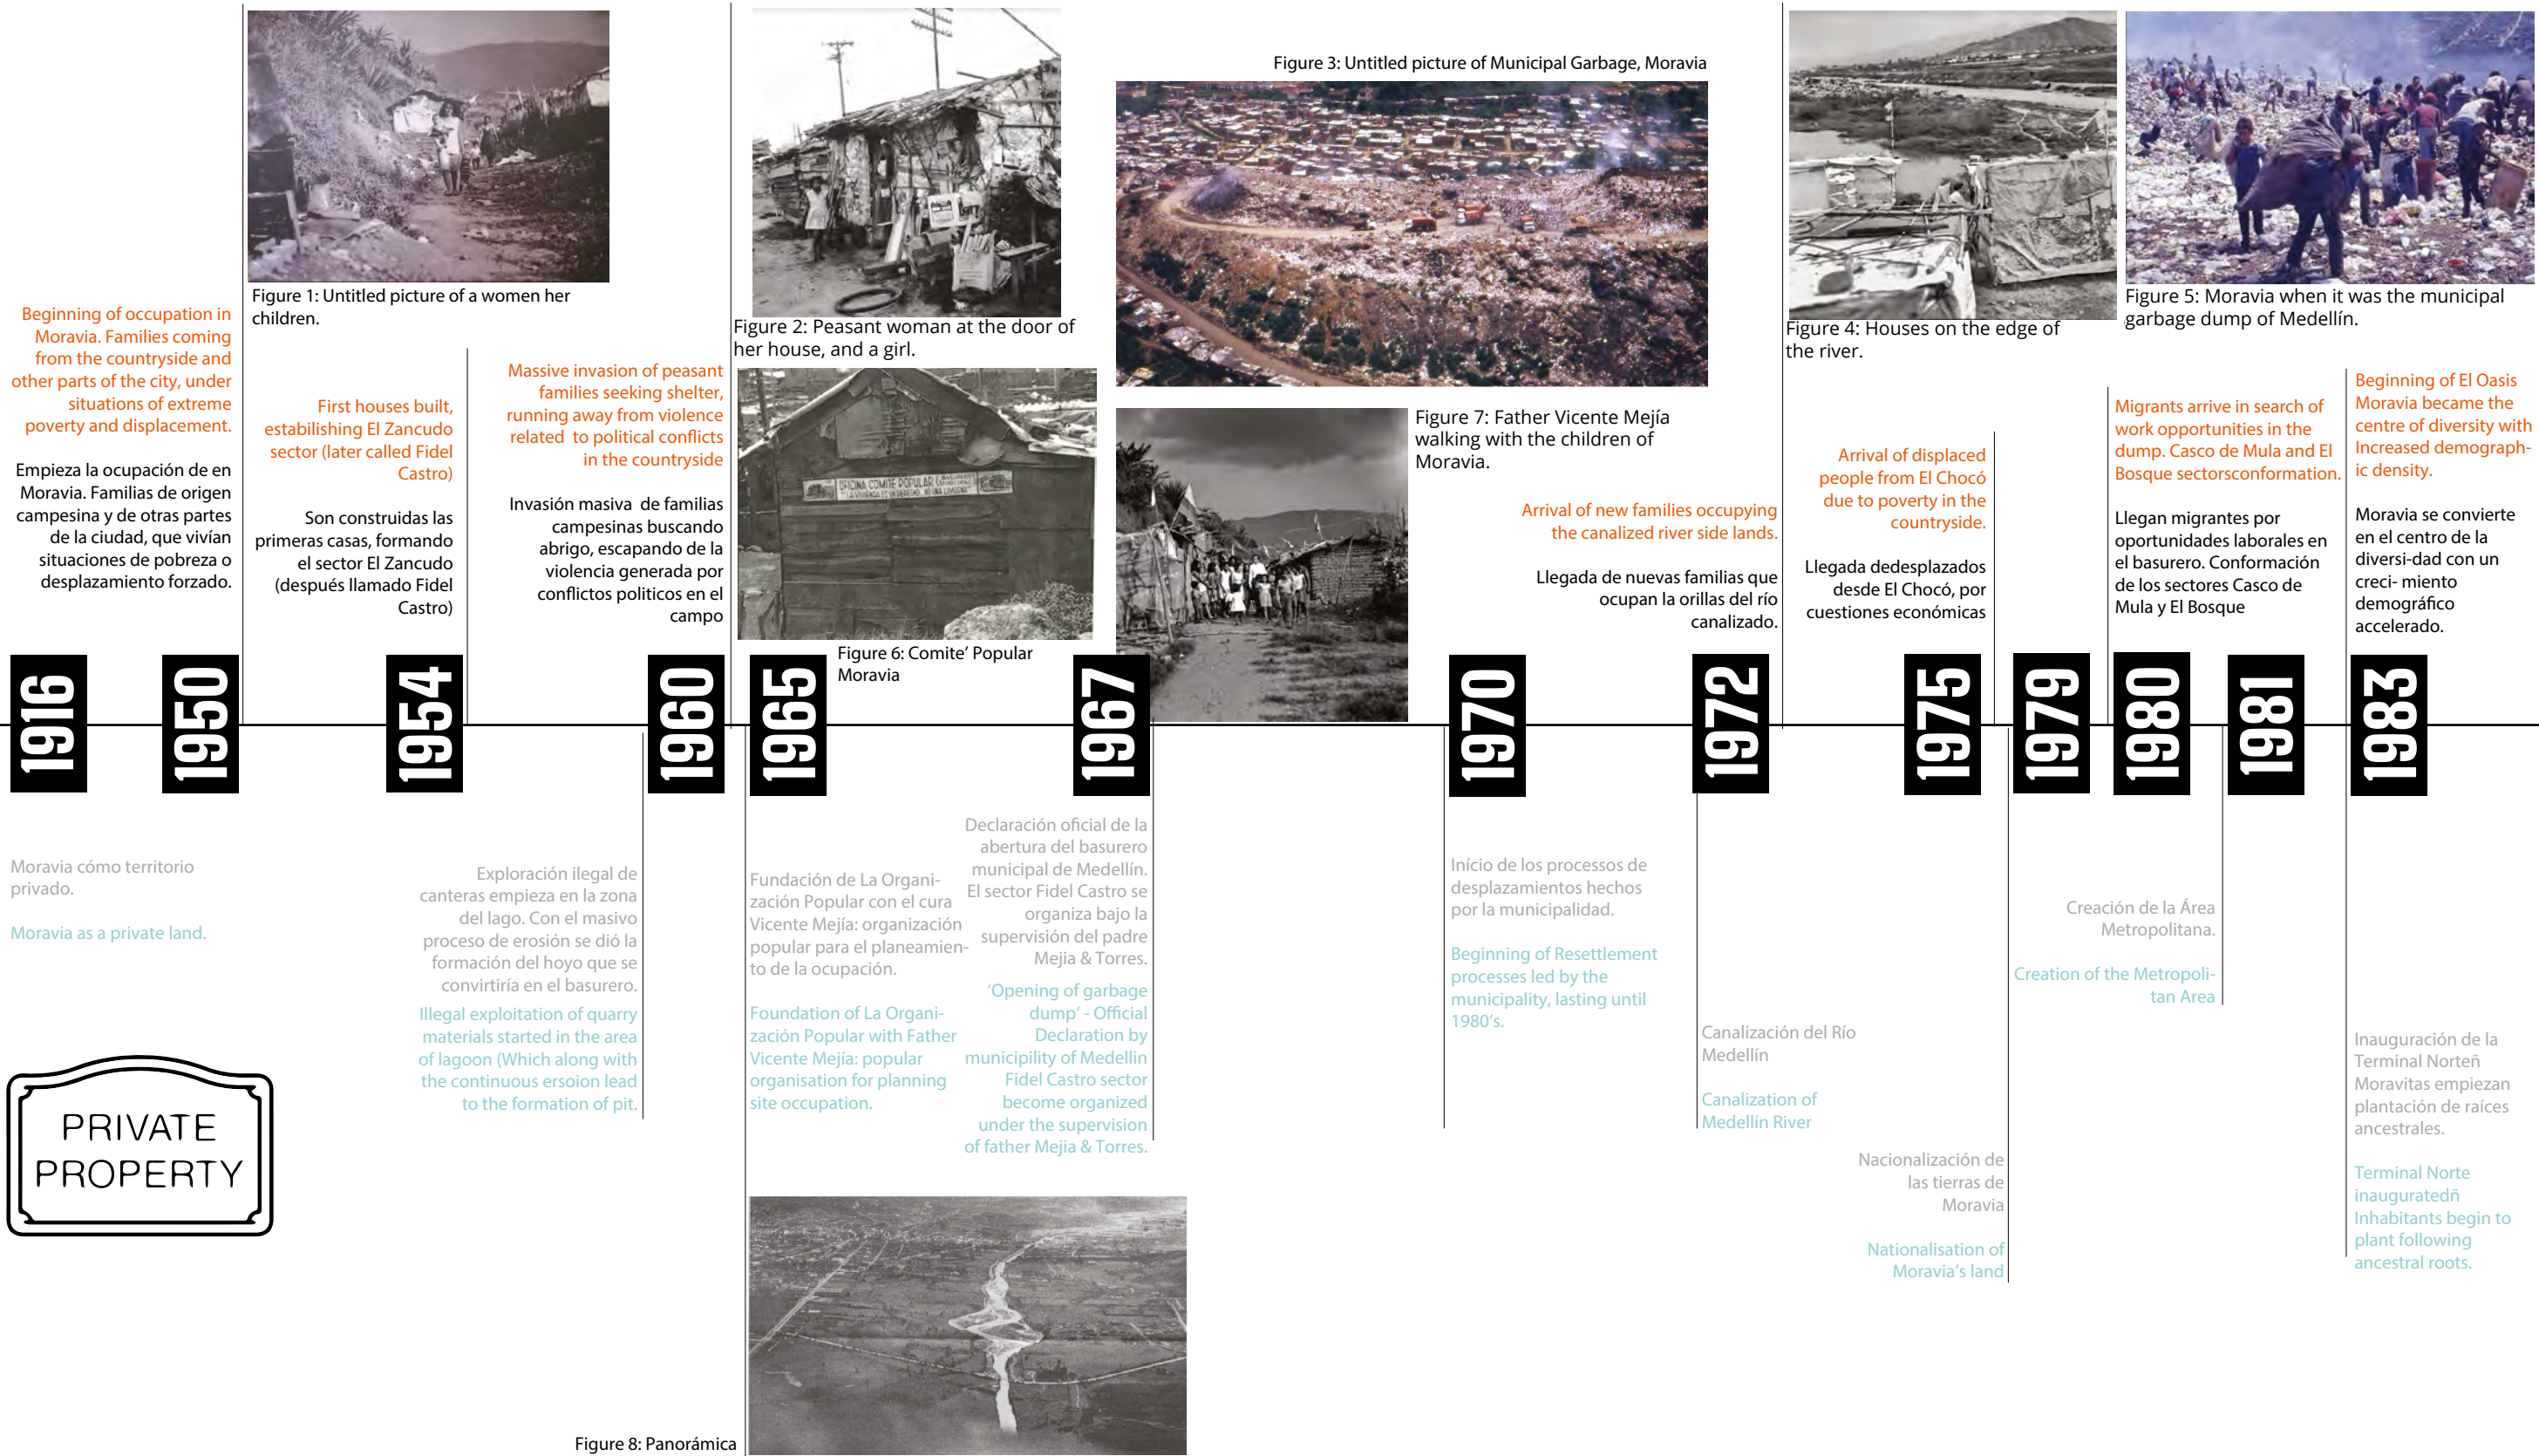 Figure 1: Untitled picture of a women her
children.
Figure 2: Peasant woman at the door of
her house, and a girl.
Figure 3: Untitled picture of Municipal Garbage, Moravia
Figure 4: Houses on the edge of
the river.
Figure 5: Moravia when it was the municipal
garbage dump of Medellín.
Beginning of occupation in
Moravia. Families coming
from the countryside and
other parts of the city, under
situations of extreme
poverty and displacement.
Empieza la ocupación de en
Moravia. Familias de origen
campesina y de otras partes
de la ciudad, que vivían
situaciones de pobreza o
desplazamiento forzado.
First houses built,
estabilishing El Zancudo
sector (later called Fidel
Castro)
Son construidas las
primeras casas, formando
el sector El Zancudo
(después llamado Fidel
Castro)
Massive invasion of peasant
families seeking shelter,
running away from violence
related to political conflicts
in the countryside
Invasión masiva de familias
campesinas buscando
abrigo, escapando de la
violencia generada por
conflictos politicos en el
campo
OFICINA COMITÉ POPULAR
LA VIVIENDA ES UN DERECHO, NO UNA LIMOSNA
Figure 6: Comite’ Popular
Moravia
Figure 7: Father Vicente Mejía
walking with the children of
Moravia.
Arrival of new families occupying
the canalized river side lands.
Llegada de nuevas familias que
ocupan la orillas del río
canalizado.
Arrival of displaced
people from El Chocó
due to poverty in the
countryside.
Llegada dedesplazados
desde El Chocó, por
cuestiones económicas
Migrants arrive in search of
work opportunities in the
dump. Casco de Mula and El
Bosque sectorsconformation.
Llegan migrantes por
oportunidades laborales en
el basurero. Conformación
de los sectores Casco de
Mula y El Bosque
Beginning of El Oasis
Moravia became the
centre of diversity with
Increased demograph-
ic density.
Moravia se convierte
en el centro de la
diversi-dad con un
creci- miento
demográfico
accelerado.
1916
1950
1954
1960
1965
1967
1970
1972
1975
1979
1980
1981
1983
Moravia cómo territorio
privado.
Moravia as a private land.
PRIVATE
PROPERTY
Exploración ilegal de
canteras empieza en la zona
del lago. Con el masivo
proceso de erosión se dió la
formación del hoyo que se
convirtiría en el basurero.
Illegal exploitation of quarry
materials started in the area
of lagoon (Which along with
the continuous ersoion lead
to the formation of pit.
Fundación de La Organi-
zación Popular con el cura
Vicente Mejía: organización
popular para el planeamien-
to de la ocupación.
Foundation of La Organi-
zación Popular with Father
Vicente Mejía: popular
organisation for planning
site occupation.
Declaración oficial de la
abertura del basurero
municipal de Medellín.
El sector Fidel Castro se
organiza bajo la
supervisión del padre
Mejia & Torres.
‘Opening of garbage
dump’ - Official
Declaration by
municipility of Medellin
Fidel Castro sector
become organized
under the supervision
of father Mejia & Torres.
Início de los processos de
desplazamientos hechos
por la municipalidad.
Beginning of Resettlement
processes led by the
municipality, lasting until
1980’s.
Canalización del Río
Medellín
Canalization of
Medellín River
Nacionalización de
las tierras de
Moravia
Nationalisation of
Moravia’s land
Creación de la Área
Metropolitana.
Creation of the Metropoli-
tan Area
Inauguración de la
Terminal Norteñ
Moravitas empiezan
plantación de raíces
ancestrales.
Terminal Norte
inauguratedñ
Inhabitants begin to
plant following
ancestral roots.
Figure 8: Panorámica